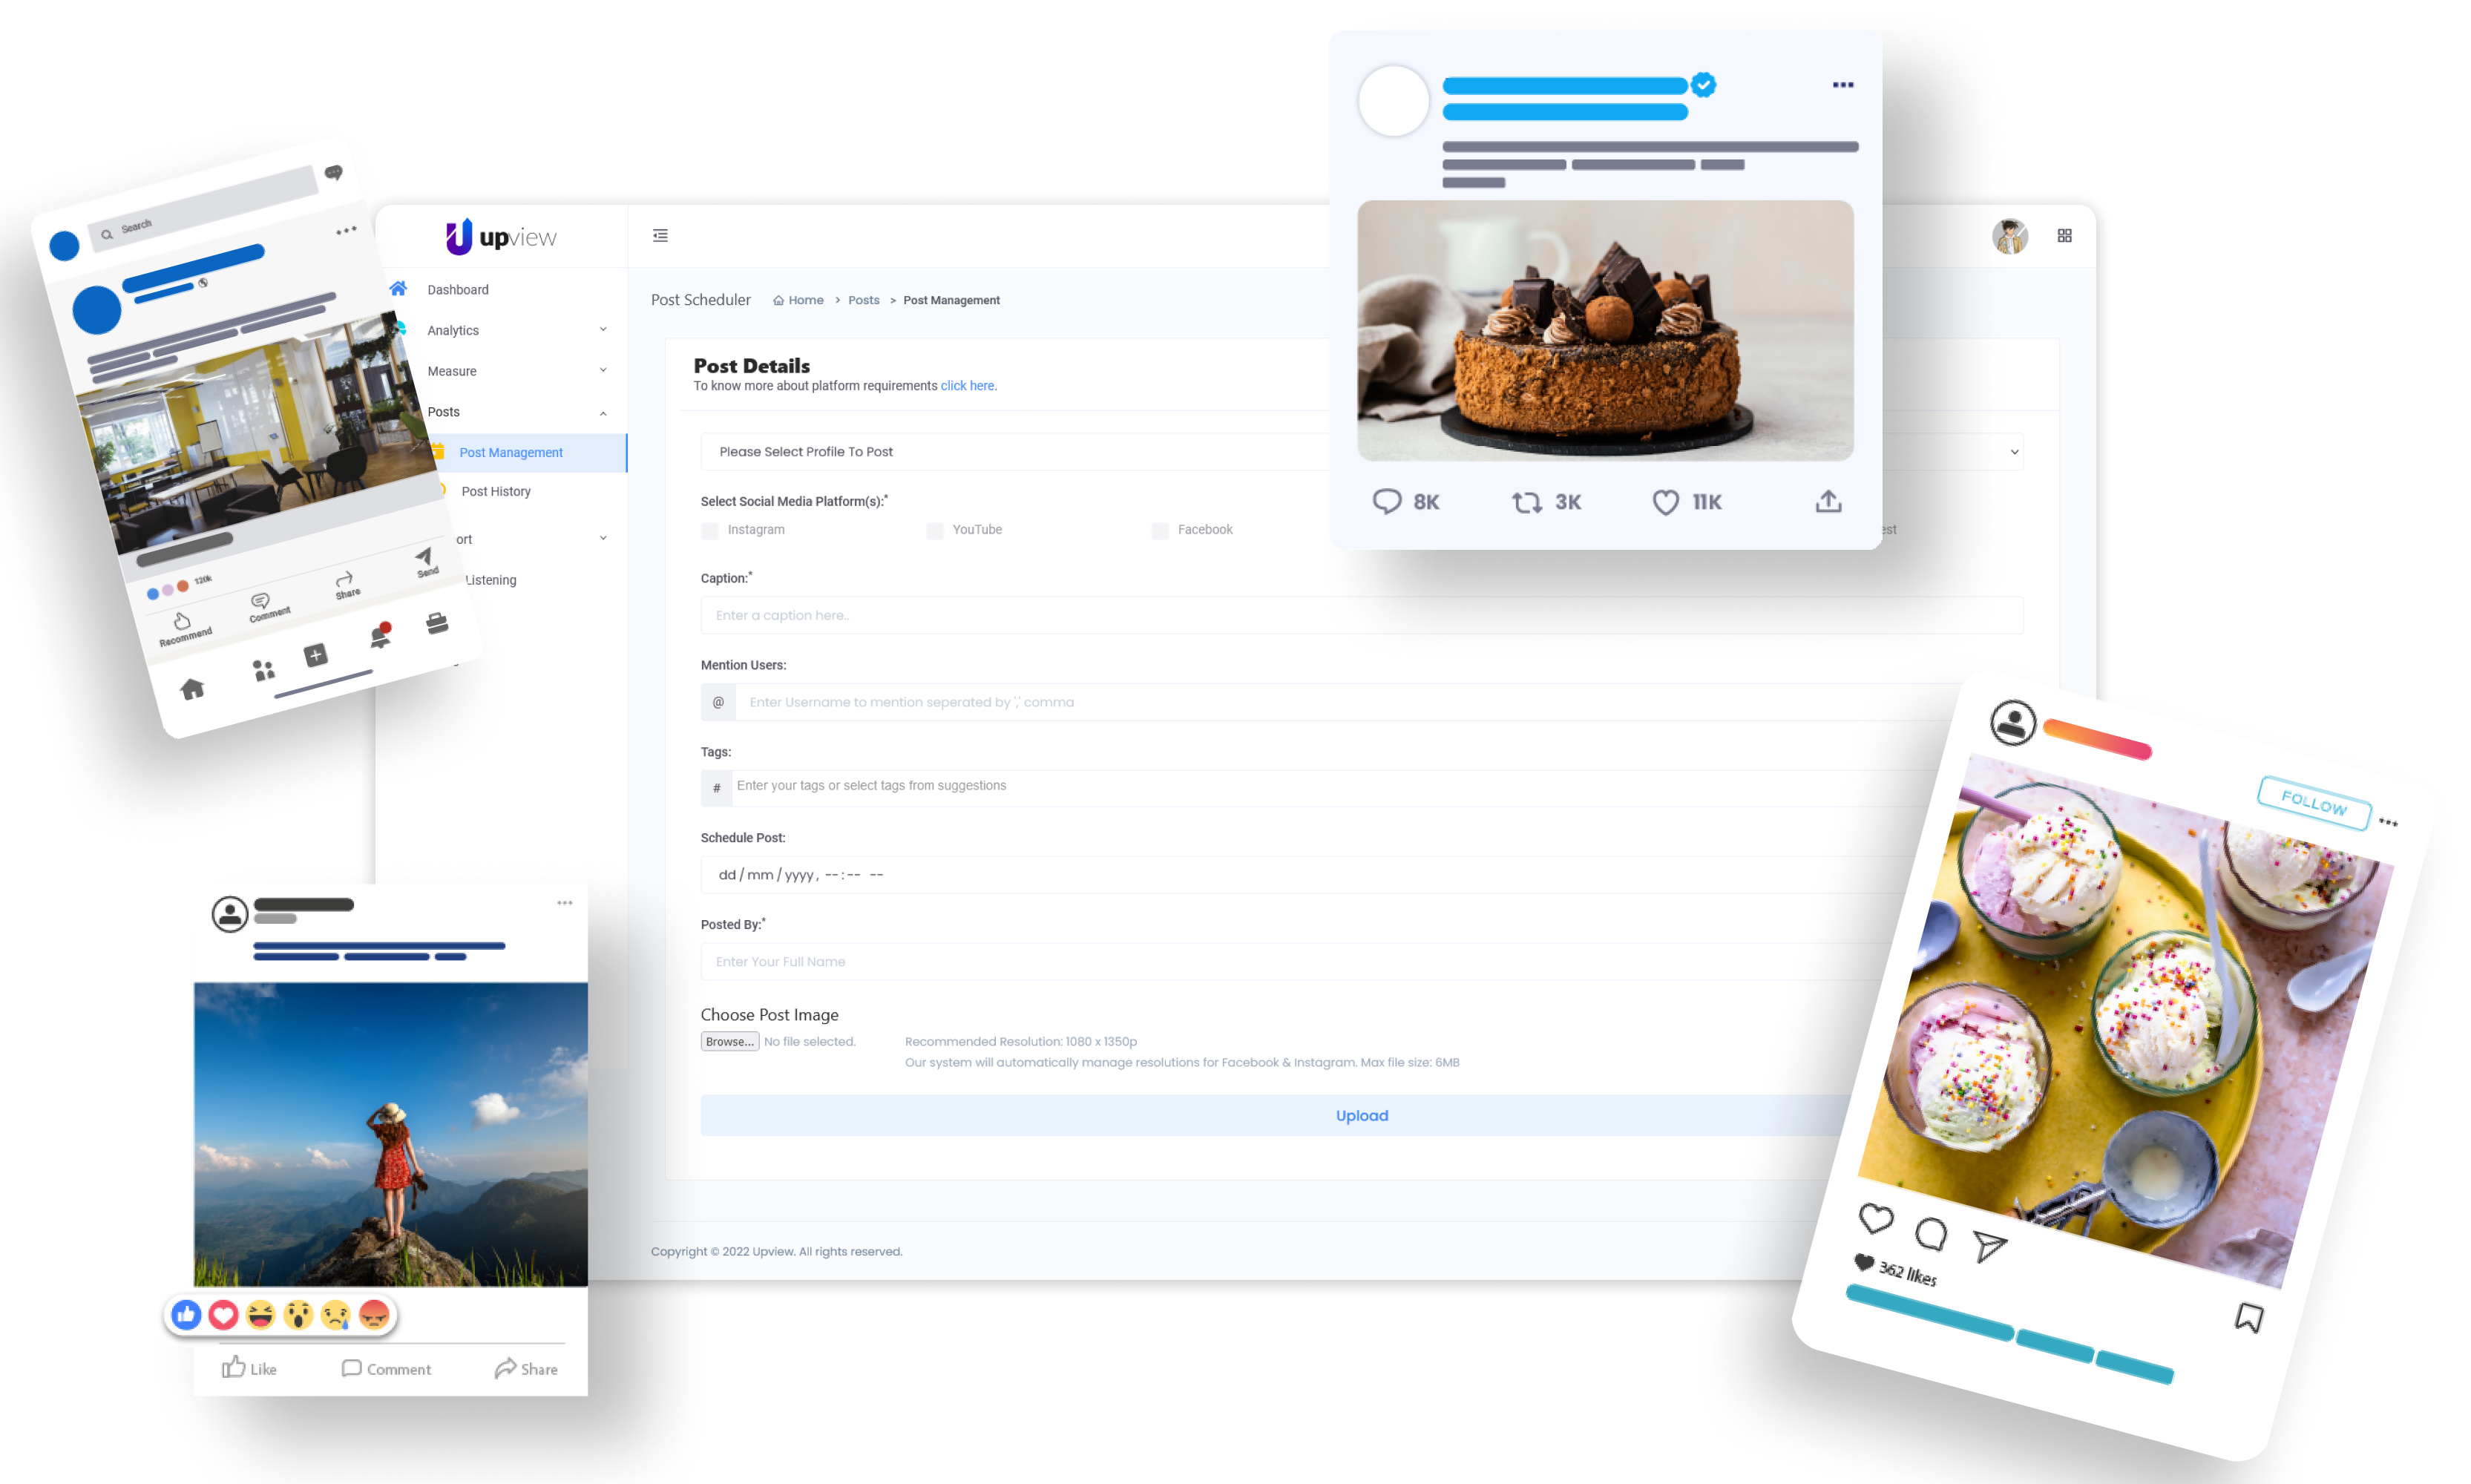 Search
120k
Recommend
Comment
Share
Send
upview
Dashboard
Analytics
Measure
Posts
Post Management
Post History
Listening
Post Scheduler Home > Posts > Post Management
Post Details
To know more about platform requirements click here.
Please Select Profile To Post
Select Social Media Platform(s):*
Instagram YouTube Facebook
Caption:*
Enter a caption here..
Mention Users:
@ Enter Username to mention seperated by ',' comma
Tags:
# Enter your tags or select tags from suggestions
Schedule Post:
dd / mm / yyyy , -- : -- --
Posted By:*
Enter Your Full Name
Choose Post Image
Browse... No file selected. Recommended Resolution: 1080 x 1350p
Our system will automatically manage resolutions for Facebook & Instagram. Max file size: 6MB
Upload
Copyright © 2022 Upview. All rights reserved.
8K 3K 11K
FOLLOW
362 likes
Like Comment Share